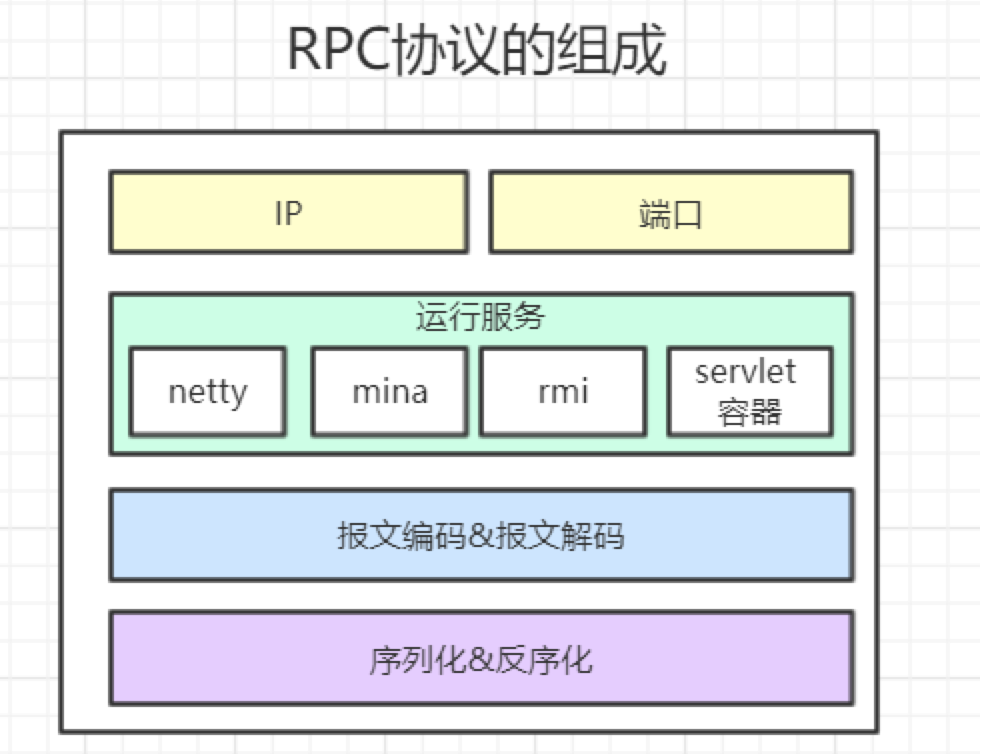 RPC协议的组成
IP
端口
运行服务
netty
mina
rmi
servlet
容器
报文编码&报文解码
序列化&反序化